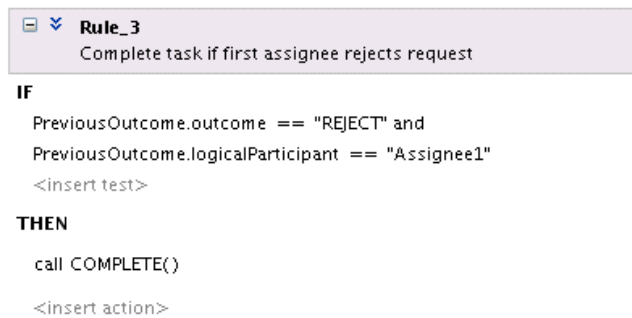 Rule_3
Complete task if first assignee rejects request
IF
PreviousOutcome.outcome == "REJECT" and
PreviousOutcome.logicalParticipant == "Assignee1"
<insert test>
THEN
call COMPLETE()
<insert action>